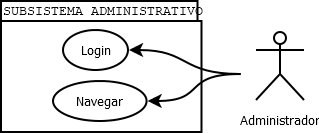 SUBSISTEMA ADMINISTRATIVO
Login
Navegar
Administrador